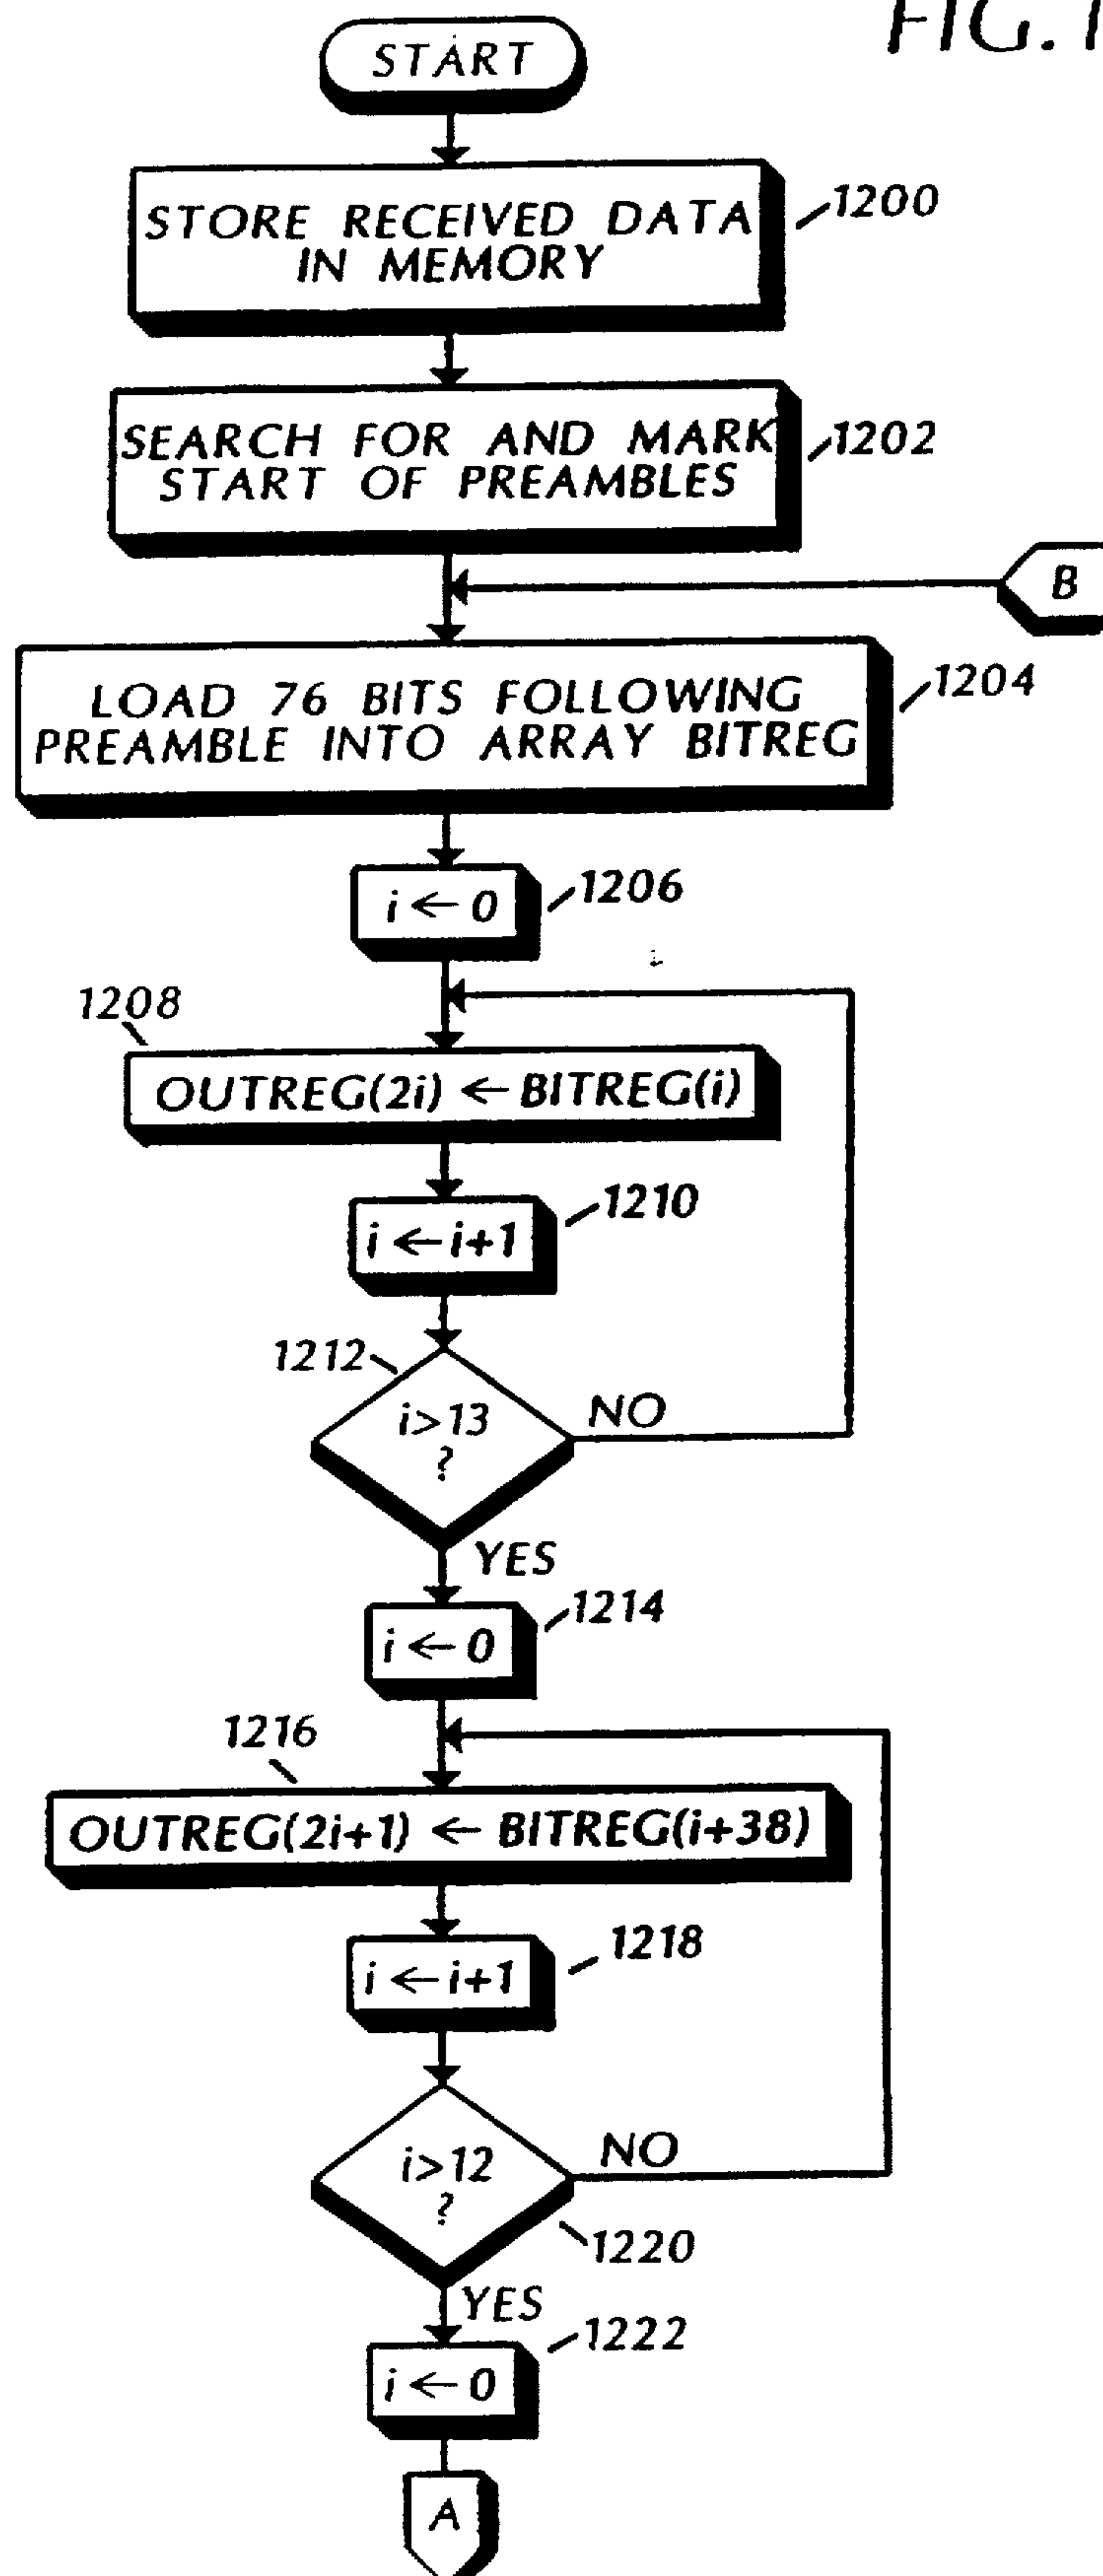 FIG. 1
START
STORE RECEIVED DATA
IN MEMORY
1200
SEARCH FOR AND MARK
START OF PREAMBLES
1202
B
LOAD 76 BITS FOLLOWING
PREAMBLE INTO ARRAY BITREG
1204
i ← 0
1206
1208
OUTREG(2i) ← BITREG(i)
1210
i ← i+1
1212
i>13
?
NO
YES
1214
i ← 0
1216
OUTREG(2i+1) ← BITREG(i+38)
1218
i ← i+1
i>12
?
NO
1220
YES
1222
i ← 0
A